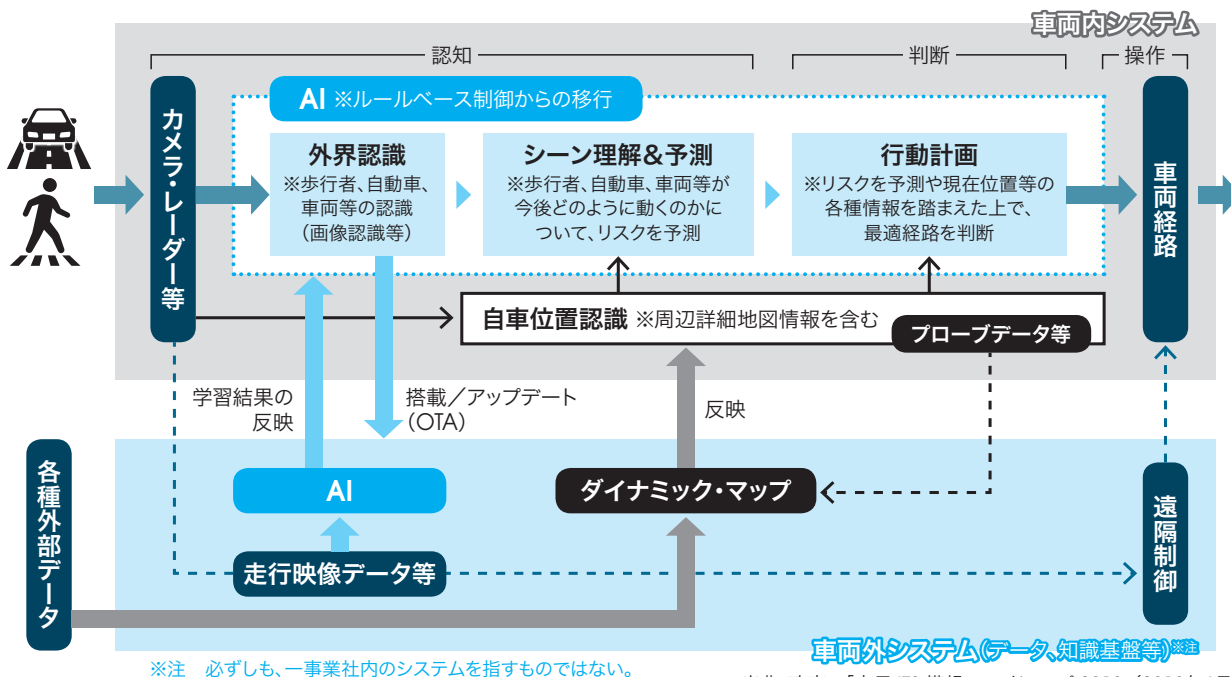 車両内システム
認知
判断
操作
カメラ・レーダー等
AI ※ルールベース制御からの移行
外界認識
※歩行者、自動車、
車両等の認識
（画像認識等）
シーン理解&予測
※歩行者、自動車、車両等が
今後どのように動くのかに
ついて、リスクを予測
行動計画
※リスクを予測や現在位置等の
各種情報を踏まえた上で、
最適経路を判断
車両経路
自車位置認識 ※周辺詳細地図情報を含む
プローブデータ等
学習結果の
反映
搭載／アップデート
（OTA）
反映
各種外部データ
AI
ダイナミック・マップ
走行映像データ等
遠隔制御
車両外システム(データ、知識基盤等)※注
※注　必ずしも、一事業社内のシステムを指すものではない。